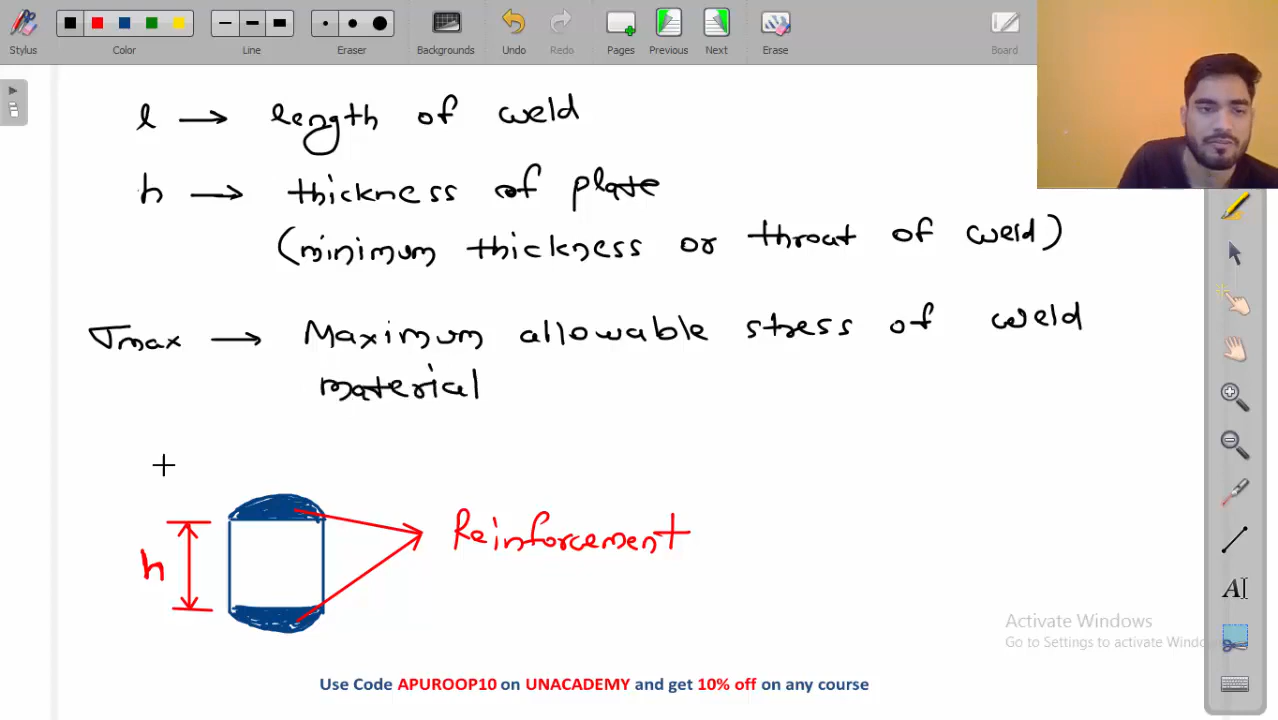 Stylus
Color
Line
Eraser
Backgrounds
Undo
Redo
Pages
Previous
Next
Erase
Board
l → length of weld
h → thickness of plate
(minimum thickness or throat of weld)
σmax → Maximum allowable stress of weld
material
h
Reinforcement
AI
Activate Windows
Go to Settings to activate Windows
Use Code APUROOP10 on UNACADEMY and get 10% off on any course